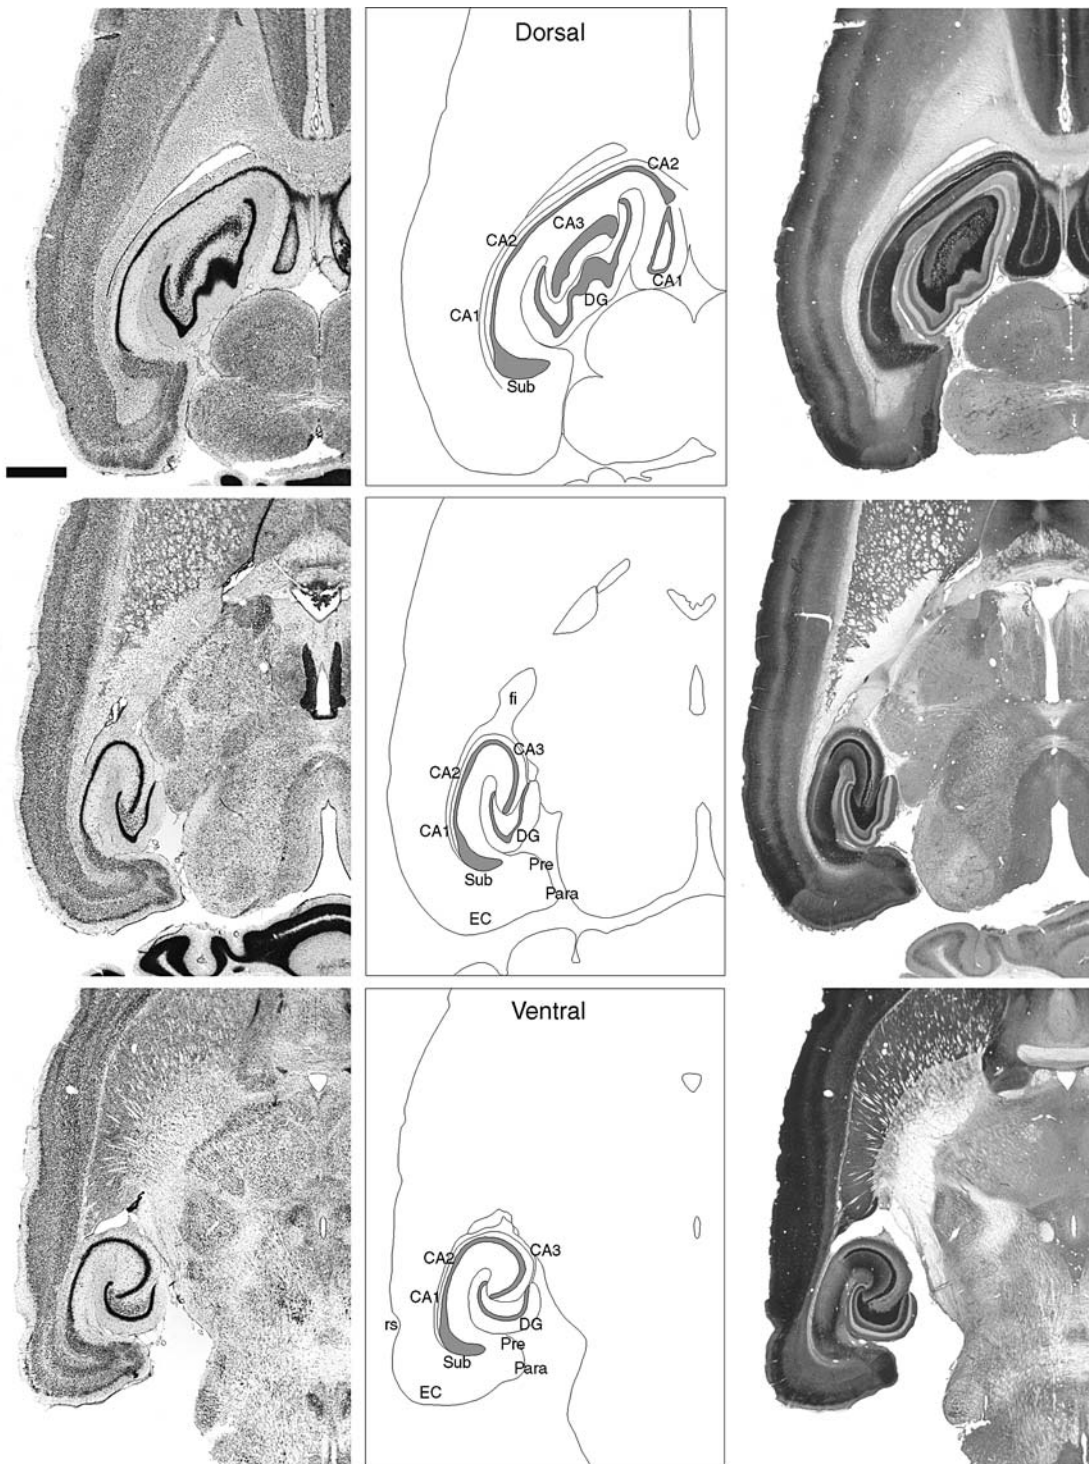 Dorsal
CA2
CA3
CA2
CA1
DG
CA1
Sub
fi
CA3
CA2
CA1
DG
Pre
Sub
Para
EC
Ventral
CA2
CA3
CA1
rs
DG
Pre
Sub
Para
EC